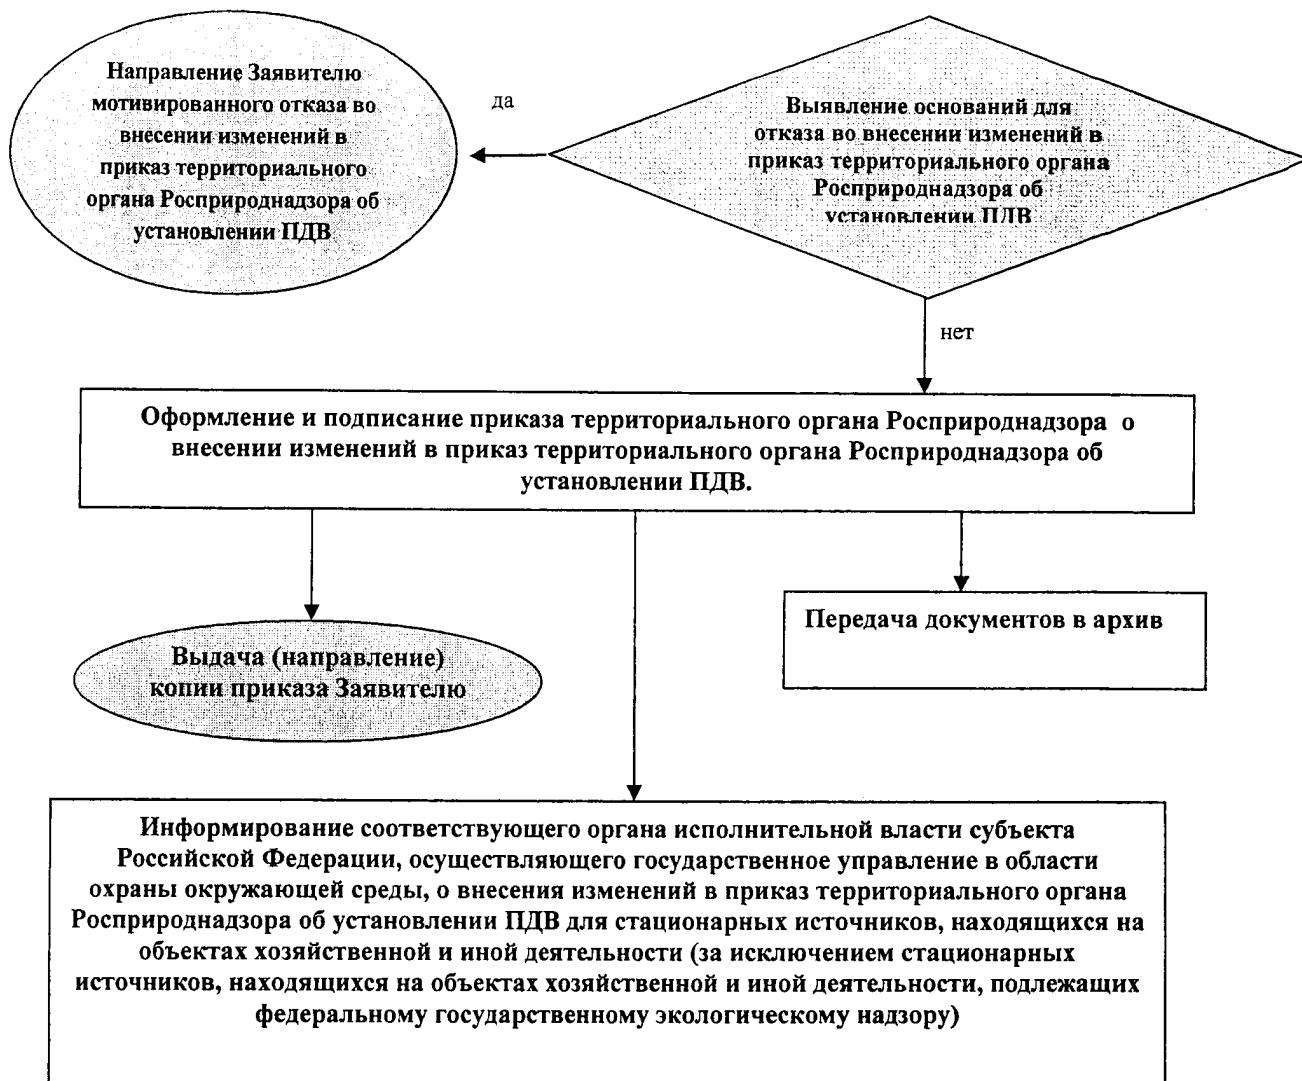 Направление Заявителю
мотивированного отказа во
внесении изменений в
приказ территориального
органа Росприроднадзора об
установлении ПДВ
да
Выявление оснований для
отказа во внесении изменений в
приказ территориального органа
Росприроднадзора об
установлении ПДВ
нет
Оформление и подписание приказа территориального органа Росприроднадзора о
внесении изменений в приказ территориального органа Росприроднадзора об
установлении ПДВ.
Выдача (направление)
копии приказа Заявителю
Передача документов в архив
Информирование соответствующего органа исполнительной власти субъекта
Российской Федерации, осуществляющего государственное управление в области
охраны окружающей среды, о внесения изменений в приказ территориального органа
Росприроднадзора об установлении ПДВ для стационарных источников, находящихся на
объектах хозяйственной и иной деятельности (за исключением стационарных
источников, находящихся на объектах хозяйственной и иной деятельности, подлежащих
федеральному государственному экологическому надзору)